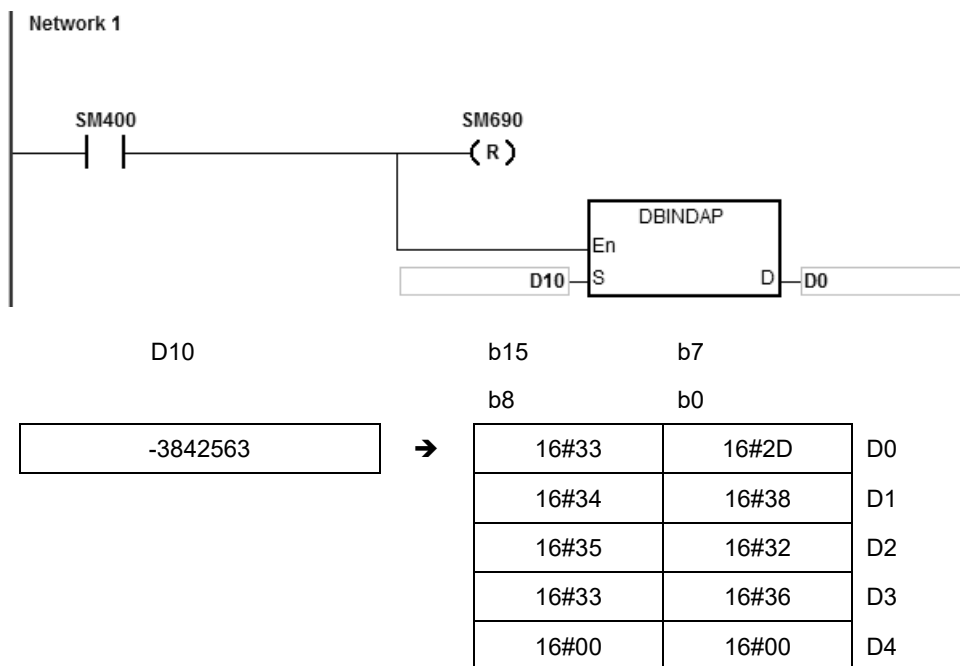 Network 1
SM400 SM690
( R )
DBINDAP
En
D10 S D D0
D10 b15 b7
b8 b0
-3842563 ➔ 16#33 16#2D D0
16#34 16#38 D1
16#35 16#32 D2
16#33 16#36 D3
16#00 16#00 D4